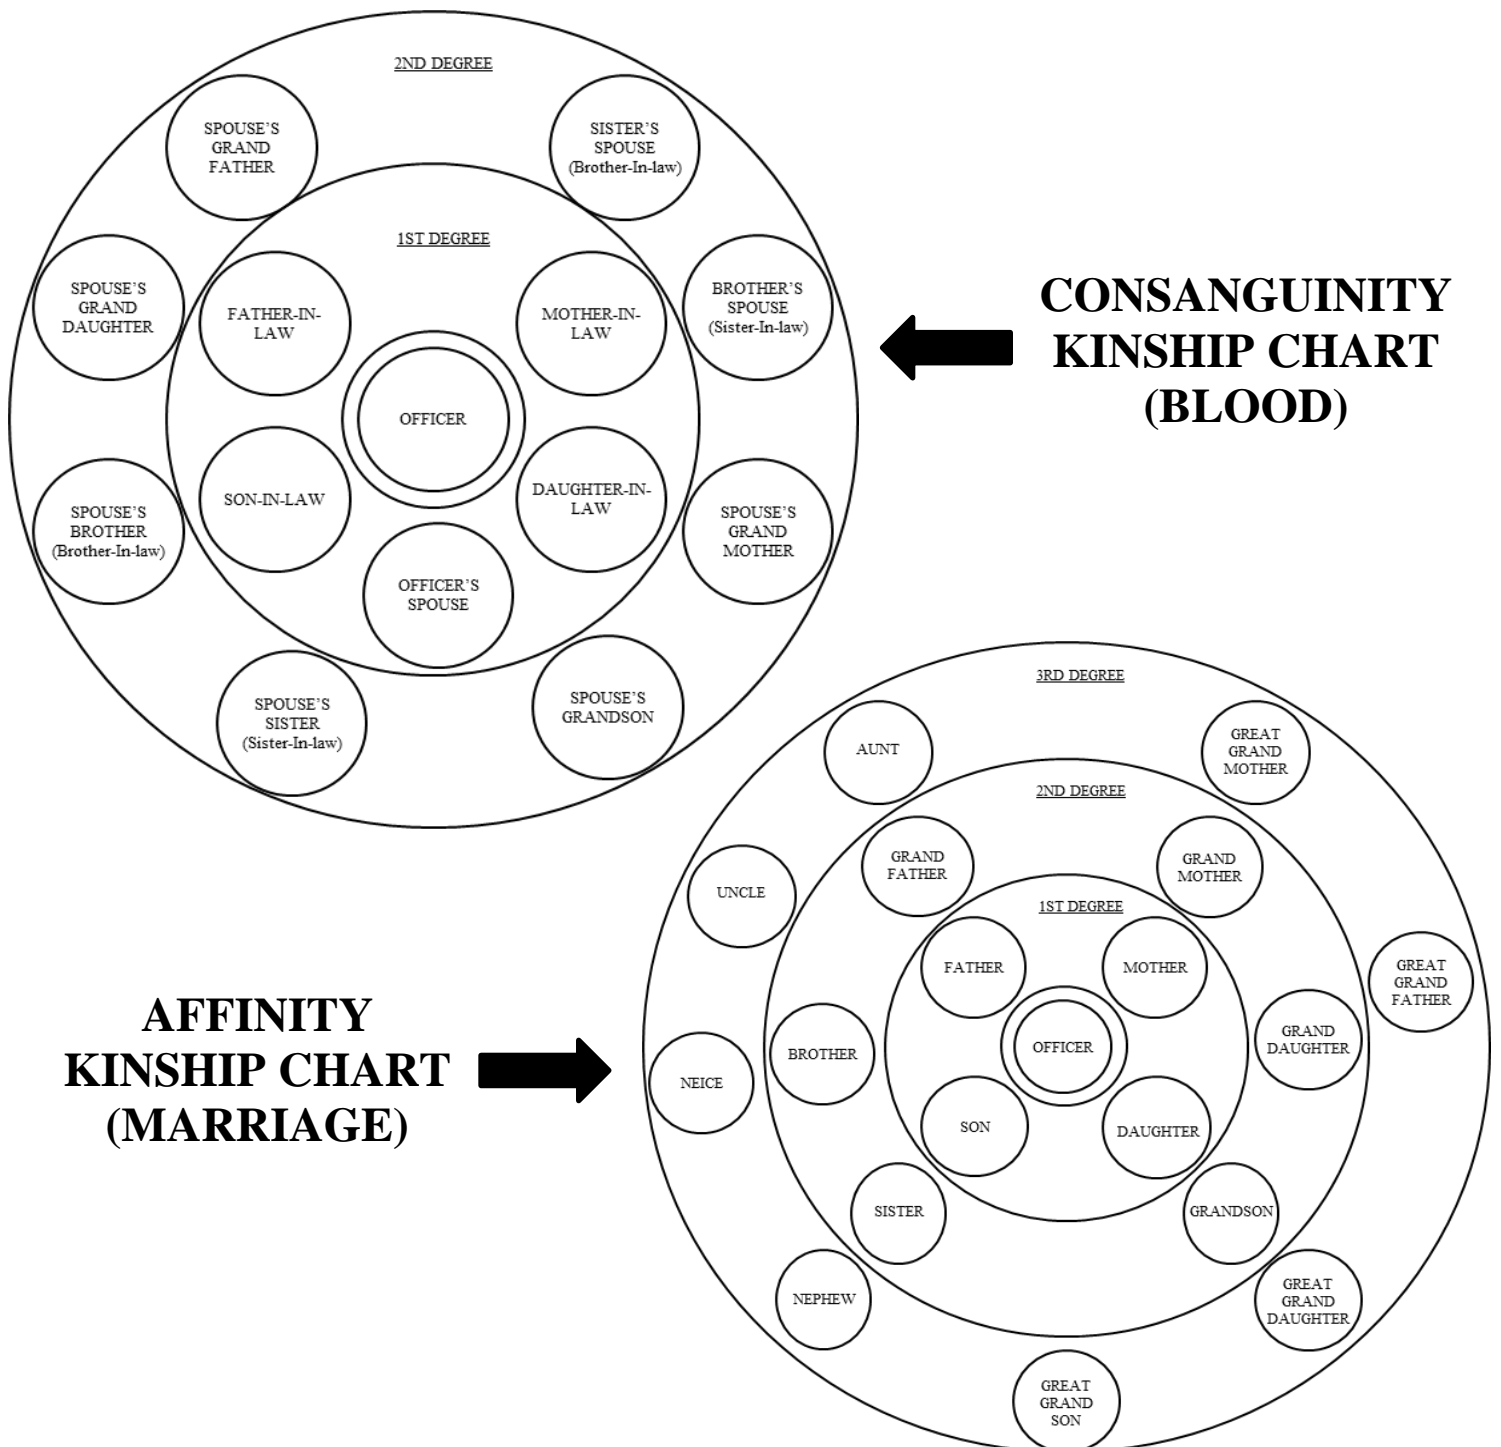 2ND DEGREE
SPOUSE'S
GRAND
FATHER
SISTER'S
SPOUSE
(Brother-In-law)
1ST DEGREE
SPOUSE'S
GRAND
DAUGHTER
FATHER-IN-
LAW
MOTHER-IN-
LAW
BROTHER'S
SPOUSE
(Sister-In-law)
OFFICER
SPOUSE'S
BROTHER
(Brother-In-law)
SON-IN-LAW
DAUGHTER-IN-
LAW
SPOUSE'S
GRAND
MOTHER
OFFICER'S
SPOUSE
SPOUSE'S
SISTER
(Sister-In-law)
SPOUSE'S
GRANDSON
CONSANGUINITY
KINSHIP CHART
(BLOOD)
AFFINITY
KINSHIP CHART
(MARRIAGE)
3RD DEGREE
AUNT
GREAT
GRAND
MOTHER
2ND DEGREE
GRAND
FATHER
GRAND
MOTHER
UNCLE
1ST DEGREE
FATHER
MOTHER
GREAT
GRAND
FATHER
BROTHER
OFFICER
GRAND
DAUGHTER
NEICE
SON
DAUGHTER
SISTER
GRANDSON
NEPHEW
GREAT
GRAND
DAUGHTER
GREAT
GRAND
SON